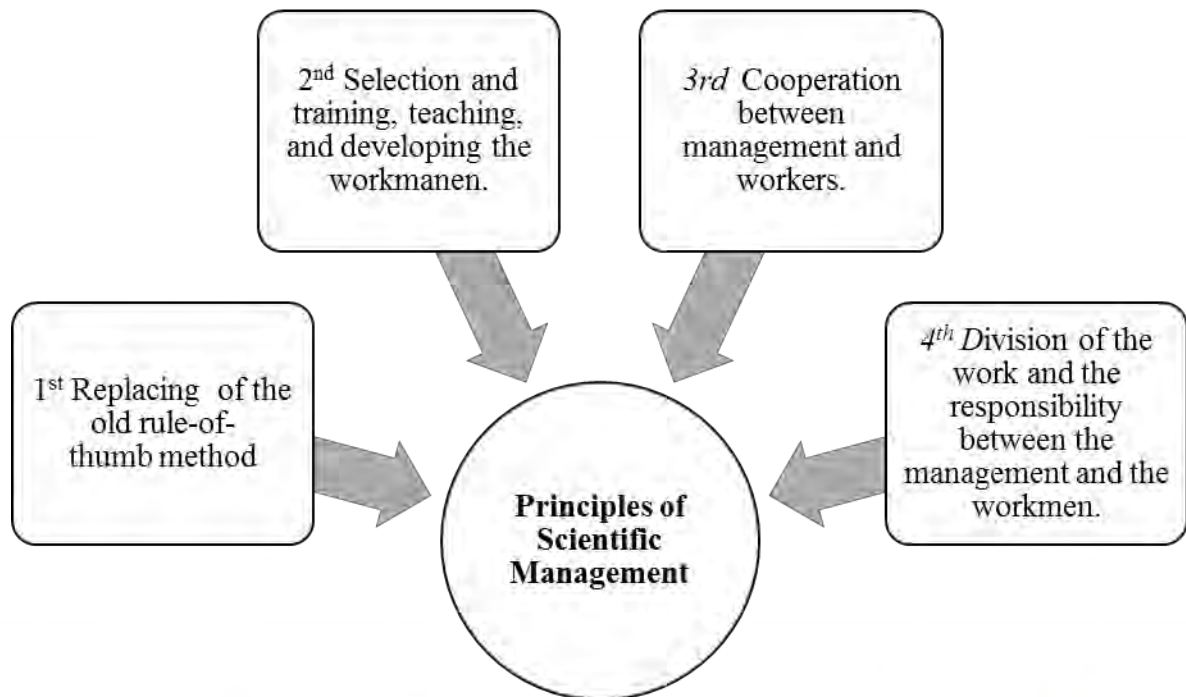 1st Replacing of the
old rule-of-
thumb method
2nd Selection and
training, teaching,
and developing the
workmanen.
3rd Cooperation
between
management and
workers.
4th Division of the
work and the
responsibility
between the
management and the
workmen.
Principles of
Scientific
Management